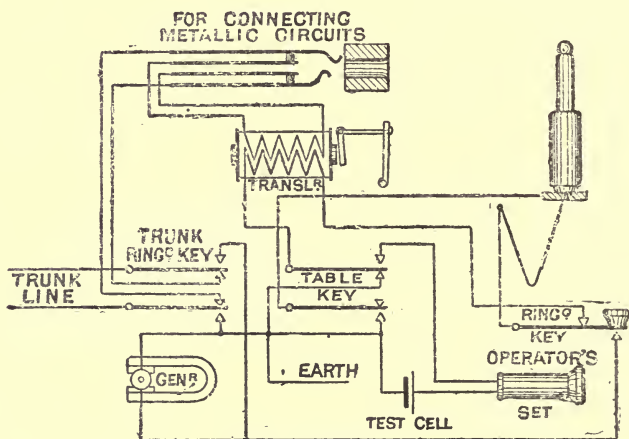 FOR CONNECTING
METALLIC CIRCUITS
TRANSLR
TRUNK
RINGG KEY
TRUNK
LINE
TABLE
KEY
RINGG
KEY
OPERATOR'S
SET
GENR
EARTH
TEST CELL